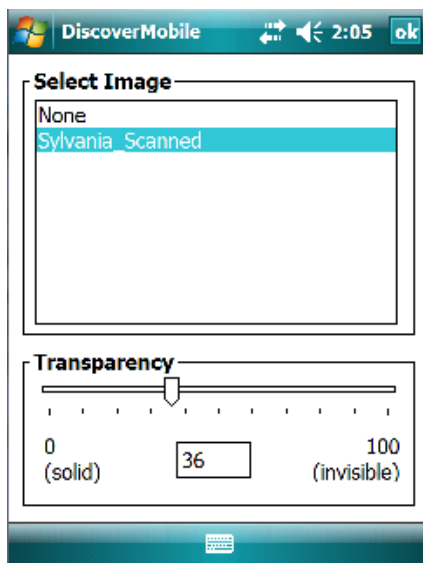 DiscoverMobile 2:05 ok
Select Image
None
Sylvania_Scanned
Transparency
0 36 100
(solid) (invisible)